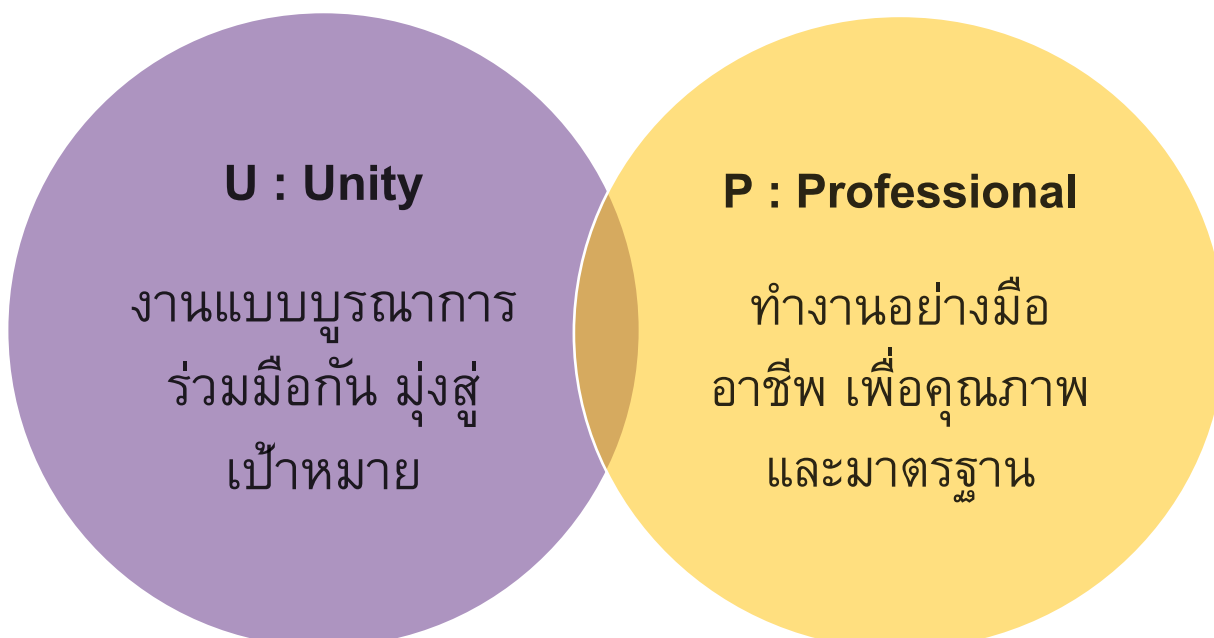 U : Unity
งานแบบบูรณาการ
ร่วมมือกัน มุ่งสู่
เป้าหมาย
P : Professional
ทำงานอย่างมือ
อาชีพ เพื่อคุณภาพ
และมาตรฐาน